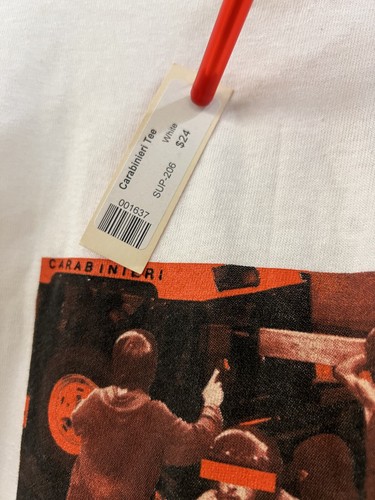 Carabinieri Tee
White
$24
SUP-206
001637
CARABINIERI